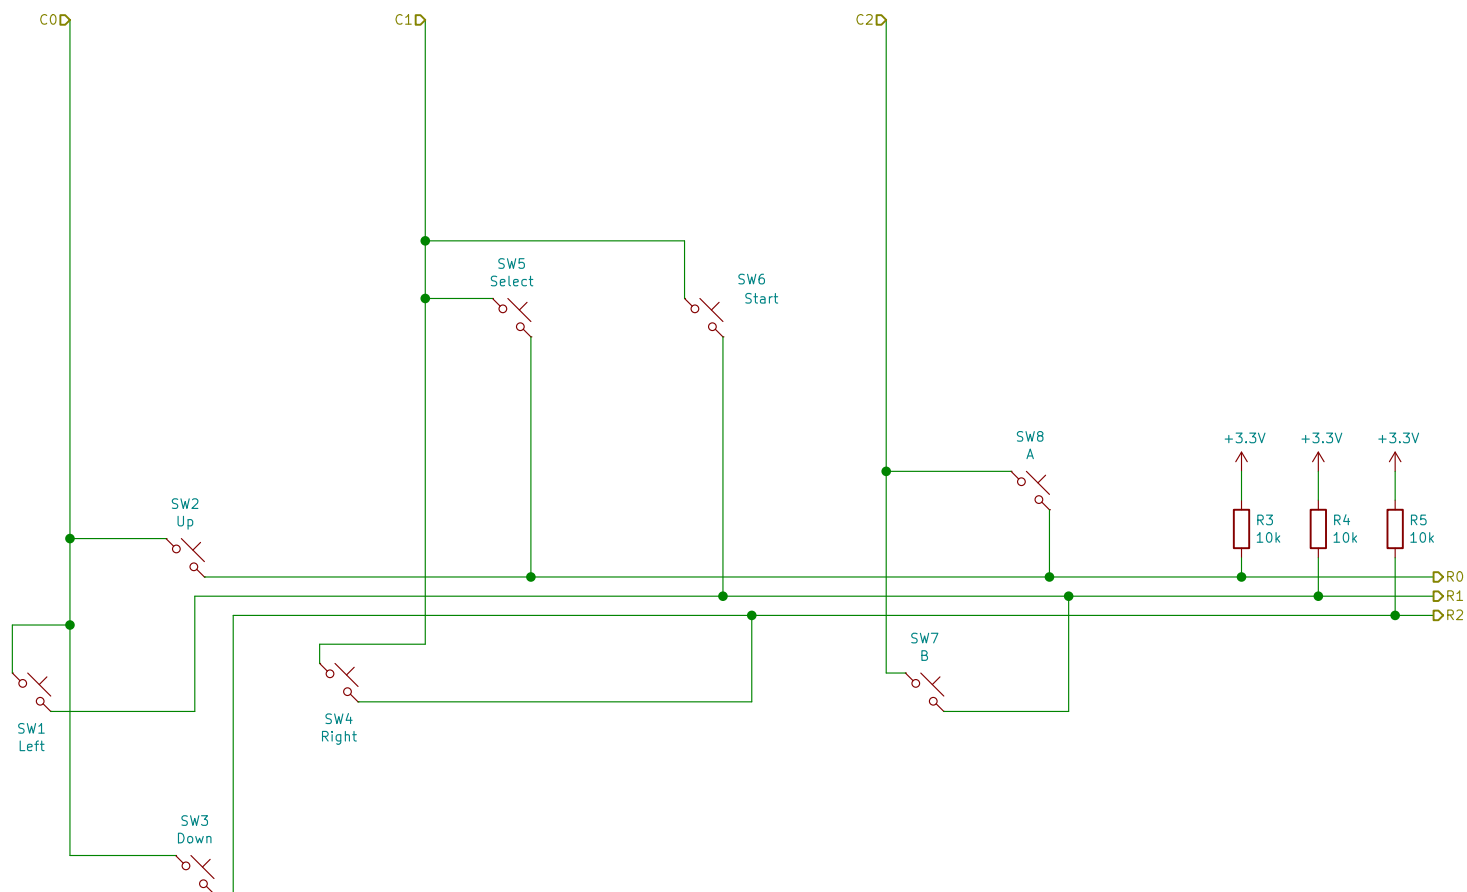 C0
C1
C2
SW5
Select
SW6
Start
SW8
A
+3.3V
+3.3V
+3.3V
SW2
Up
R3
10k
R4
10k
R5
10k
R0
R1
R2
SW7
B
SW1
Left
SW4
Right
SW3
Down